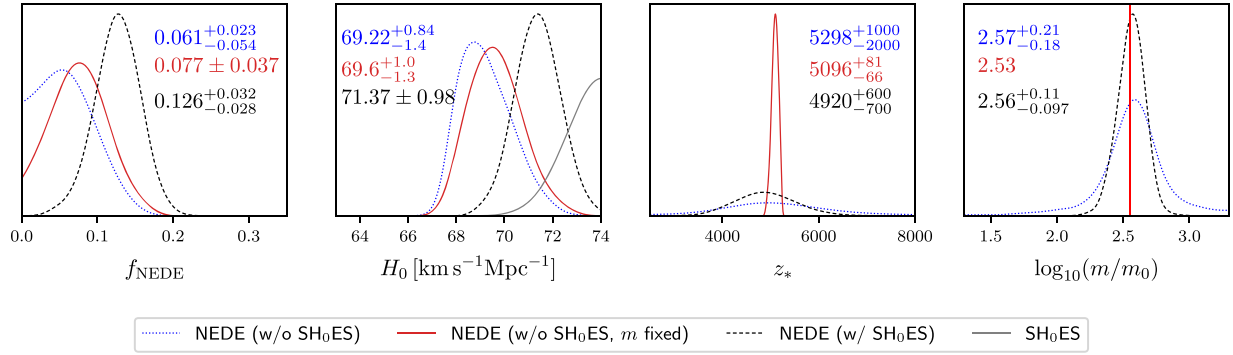 0.061^{+0.023}_{-0.054}
0.077 ± 0.037
0.126^{+0.032}_{-0.028}
0.0 0.1 0.2 0.3
f_{NEDE}
69.22^{+0.84}_{-1.4}
69.6^{+1.0}_{-1.3}
71.37 ± 0.98
64 66 68 70 72 74
H_0 [km s^{-1}Mpc^{-1}]
5298^{+1000}_{-2000}
5096^{+81}_{-66}
4920^{+600}_{-700}
4000 6000 8000
z_*
2.57^{+0.21}_{-0.18}
2.53
2.56^{+0.11}_{-0.097}
1.5 2.0 2.5 3.0
log_{10}(m/m_0)
NEDE (w/o SH_0ES) NEDE (w/o SH_0ES, m fixed) NEDE (w/ SH_0ES) SH_0ES